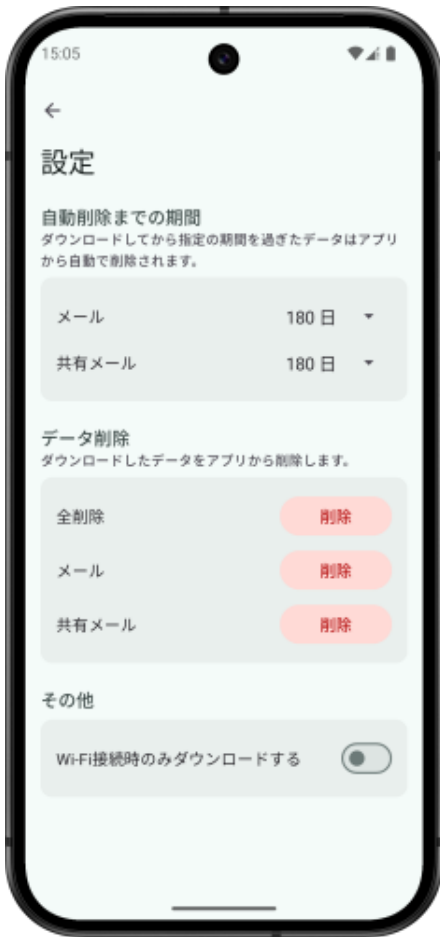 15:05
設定
自動削除までの期間
ダウンロードしてから指定の期間を過ぎたデータはアプリ
から自動で削除されます。
メール 180 日
共有メール 180 日
データ削除
ダウンロードしたデータをアプリから削除します。
全削除 削除
メール 削除
共有メール 削除
その他
Wi-Fi接続時のみダウンロードする